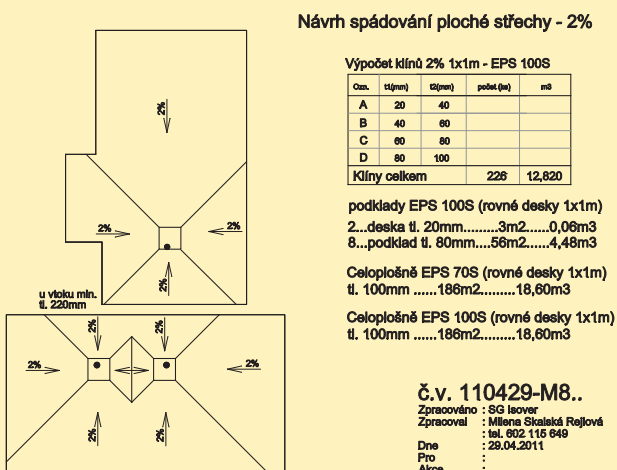 Návrh spádování ploché střechy - 2%
Výpočet klínů 2% 1x1m - EPS 100S
Ozn. t1(mm) t2(mm) počet (ks) m3
A 20 40
B 40 60
C 60 80
D 80 100
Klíny celkem 226 12,820
podklady EPS 100S (rovné desky 1x1m)
2...deska tl. 20mm.........3m2......0,06m3
8...podklad tl. 80mm....56m2......4,48m3
Celoplošně EPS 70S (rovné desky 1x1m)
tl. 100mm ......186m2.........18,60m3
Celoplošně EPS 100S (rovné desky 1x1m)
tl. 100mm ......186m2.........18,60m3
2%
2%
2%
2%
u vtoku min.
tl. 220mm
2%
2%
2%
2%
2%
2%
č.v. 110429-M8..
Zpracováno : SG Isover
Zpracoval : Milena Skalská Rejlová
: tel. 602 115 649
Dne : 29.04.2011
Pro :
Akce :